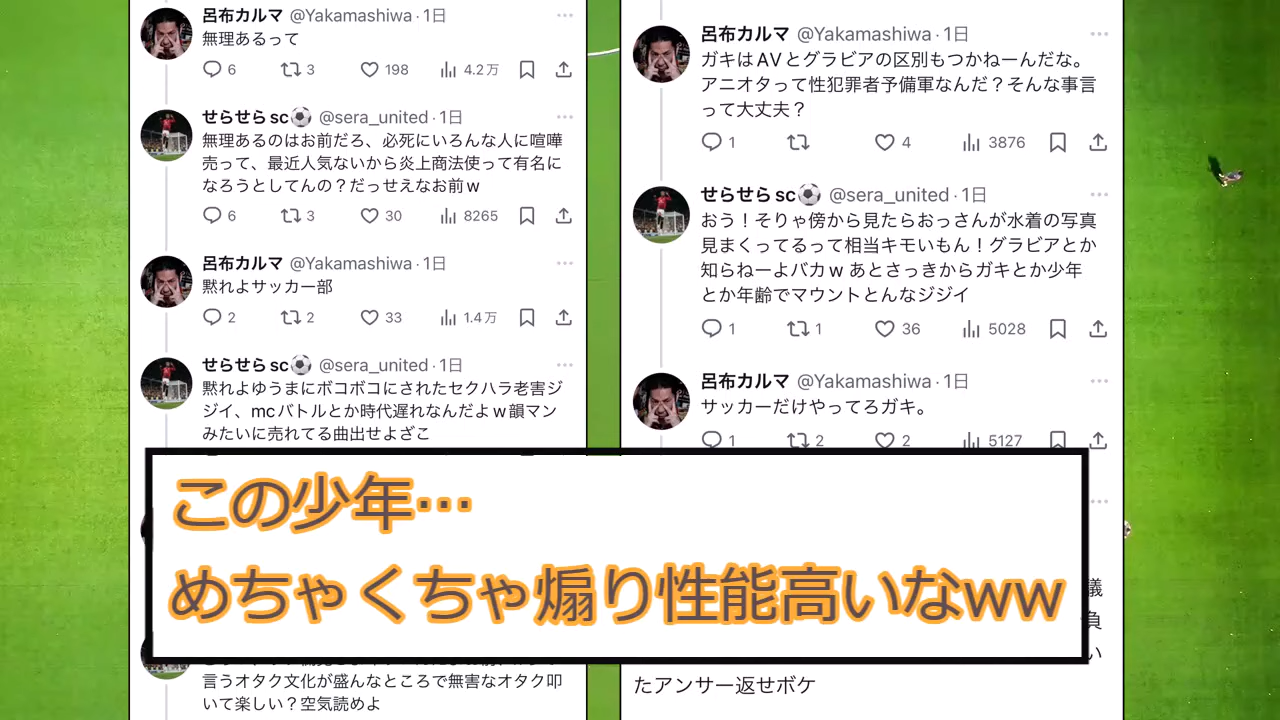 呂布カルマ @Yakamashiwa · 1日
無理あるって
6 3 198 4.2万
せらせらsc⚽ @sera_united · 1日
無理あるのはお前だろ、必死にいろんな人に喧嘩
売って、最近人気ないから炎上商法使って有名に
なろうとしてんの？だっせえなお前w
6 3 30 8265
呂布カルマ @Yakamashiwa · 1日
黙れよサッカー部
2 2 33 1.4万
せらせらsc⚽ @sera_united · 1日
黙れよゆうまにボコボコにされたセクハラ老害ジ
ジイ、mcバトルとか時代遅れなんだよw韻マン
みたいに売れてる曲出せよざこ
言うオタク文化が盛んなところで無害なオタク叩
いて楽しい？空気読めよ
呂布カルマ @Yakamashiwa · 1日
ガキはAVとグラビアの区別もつかねーんだな。
アニオタって性犯罪者予備軍なんだ？そんな事言
って大丈夫？
1 4 3876
せらせらsc⚽ @sera_united · 1日
おう！そりゃ傍から見たらおっさんが水着の写真
見まくってるって相当キモいもん！グラビアとか
知らねーよバカw あとさっきからガキとか少年
とか年齢でマウントとんなジジイ
1 1 36 5028
呂布カルマ @Yakamashiwa · 1日
サッカーだけやってろガキ。
1 2 2 5127
議
負
い
たアンサー返せボケ
この少年…
めちゃくちゃ煽り性能高いなww